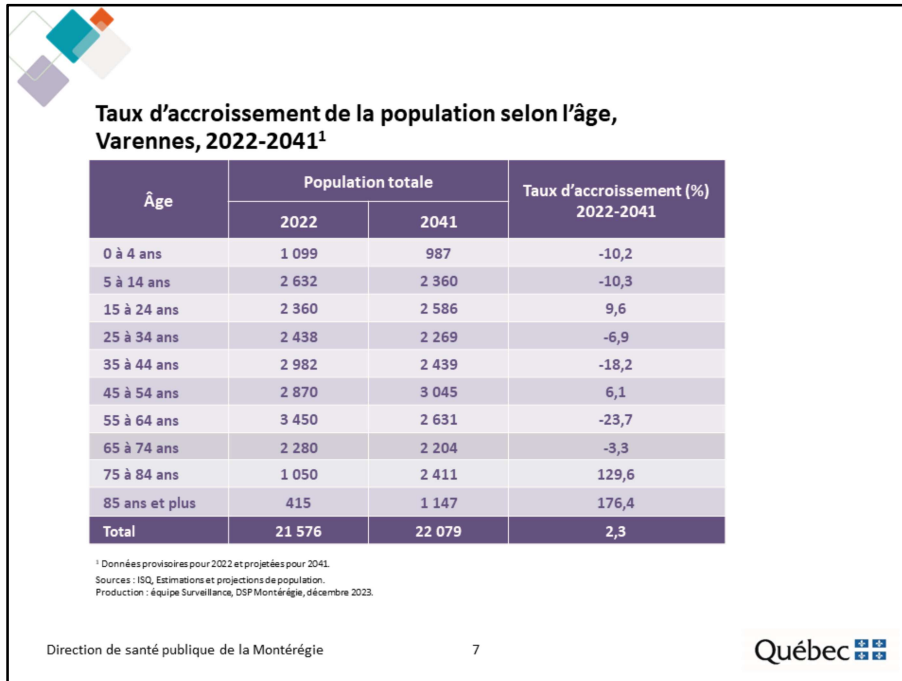 Taux d’accroissement de la population selon l’âge,
Varennes, 2022-2041¹
Âge Population totale Taux d’accroissement (%) 2022-2041
2022 2041
0 à 4 ans 1 099 987 -10,2
5 à 14 ans 2 632 2 360 -10,3
15 à 24 ans 2 360 2 586 9,6
25 à 34 ans 2 438 2 269 -6,9
35 à 44 ans 2 982 2 439 -18,2
45 à 54 ans 2 870 3 045 6,1
55 à 64 ans 3 450 2 631 -23,7
65 à 74 ans 2 280 2 204 -3,3
75 à 84 ans 1 050 2 411 129,6
85 ans et plus 415 1 147 176,4
Total 21 576 22 079 2,3
¹ Données provisoires pour 2022 et projetées pour 2041.
Sources : ISQ, Estimations et projections de population.
Production : équipe Surveillance, DSP Montérégie, décembre 2023.
Direction de santé publique de la Montérégie 7 Québec